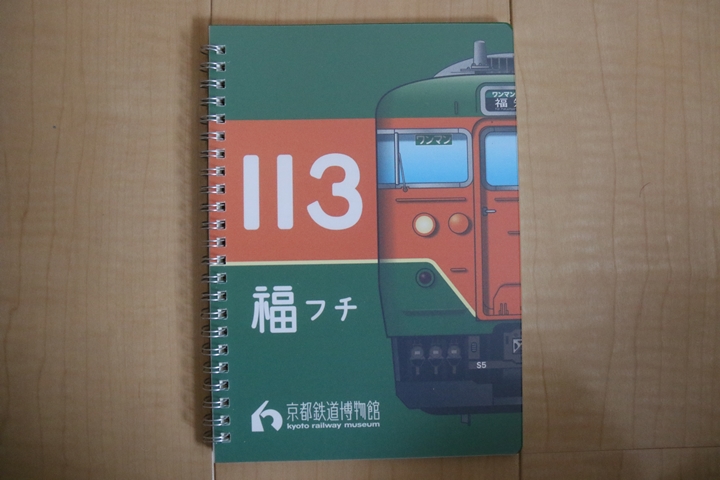 ワンマン
福
ワンマン
113
福フチ
S5
京都鉄道博物館
kyoto railway museum